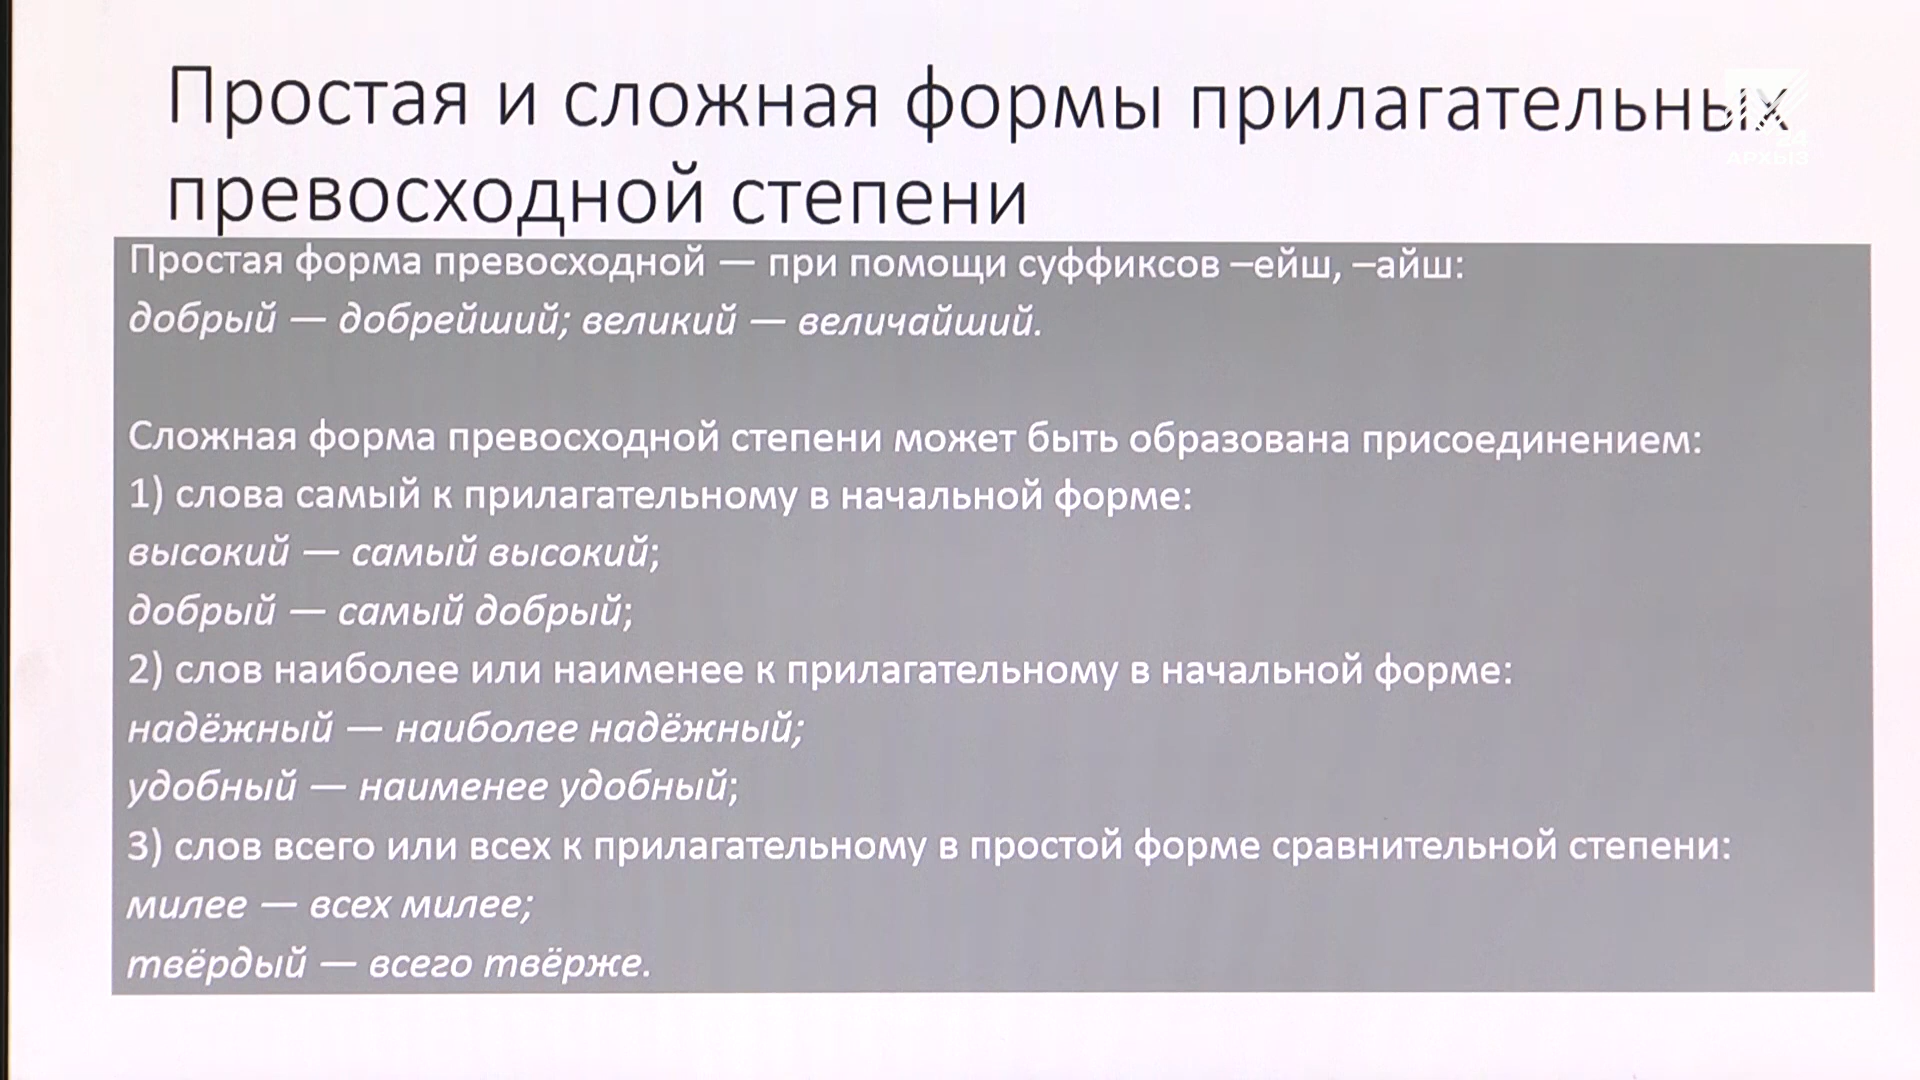 Простая и сложная формы прилагательных
превосходной степени
Простая форма превосходной — при помощи суффиксов –ейш, –айш:
добрый — добрейший; великий — величайший.
Сложная форма превосходной степени может быть образована присоединением:
1) слова самый к прилагательному в начальной форме:
высокий — самый высокий;
добрый — самый добрый;
2) слов наиболее или наименее к прилагательному в начальной форме:
надёжный — наиболее надёжный;
удобный — наименее удобный;
3) слов всего или всех к прилагательному в простой форме сравнительной степени:
милее — всех милее;
твёрдый — всего твёрже.
24
АРХЫЗ